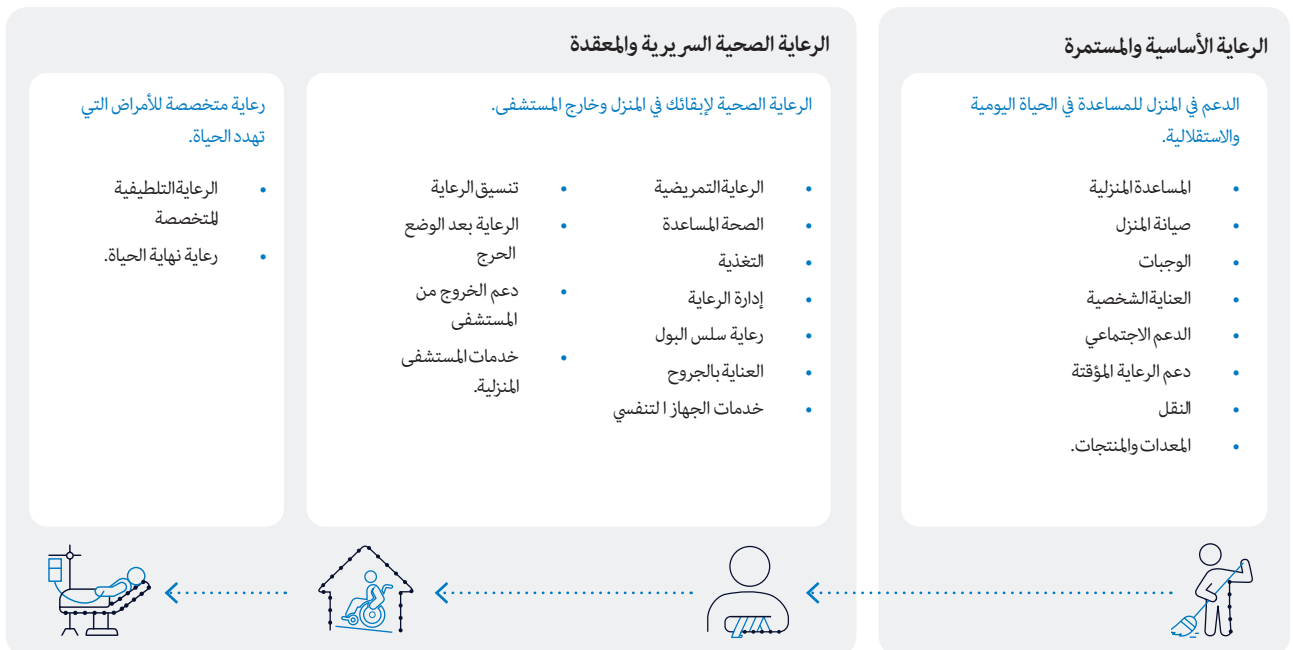 الرعاية الأساسية والمستمرة
الدعم في المنزل للمساعدة في الحياة اليومية
والاستقلالية.
• المساعدة المنزلية
• صيانة المنزل
• الوجبات
• العناية الشخصية
• الدعم الاجتماعي
• دعم الرعاية المؤقتة
• النقل
• المعدات والمنتجات.
الرعاية الصحية السريرية والمعقدة
الرعاية الصحية لإبقائك في المنزل وخارج المستشفى.
• الرعاية التمريضية
• الصحة المساعدة
• التغذية
• إدارة الرعاية
• رعاية سلس البول
• العناية بالجروح
• خدمات الجهاز التنفسي
• تنسيق الرعاية
• الرعاية بعد الوضع
الحرج
• دعم الخروج من
المستشفى
• خدمات المستشفى
المنزلية.
رعاية متخصصة للأمراض التي
تهدد الحياة.
• الرعاية التلطيفية
المتخصصة
• رعاية نهاية الحياة.